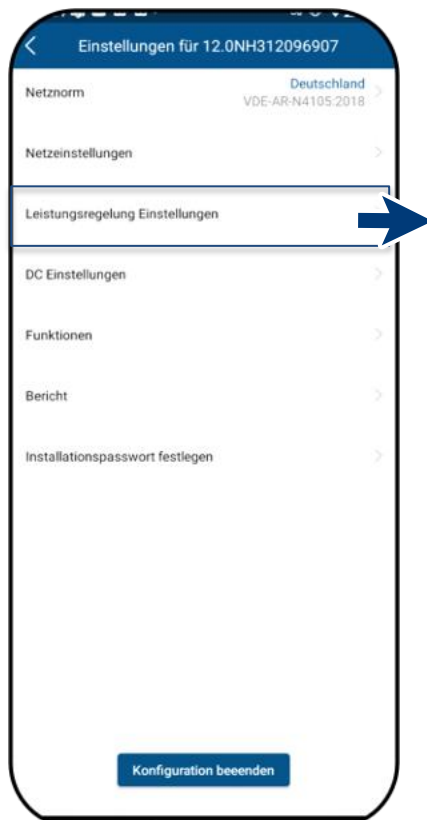 Einstellungen für 12.0NH312096907
Netznorm
Deutschland
VDE-AR-N4105:2018
Netzeinstellungen
Leistungsregelung Einstellungen
DC Einstellungen
Funktionen
Bericht
Installationspasswort festlegen
Konfiguration beeenden